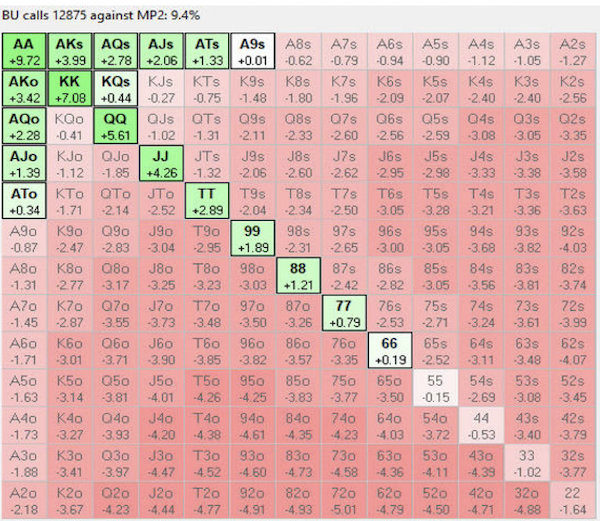 BU calls 12875 against MP2: 9.4%
AA AKs AQs AJs ATs A9s A8s A7s A6s A5s A4s A3s A2s
+9.72 +3.99 +2.78 +2.06 +1.33 +0.01 -0.62 -0.79 -0.94 -0.90 -1.12 -1.05 -1.27
AKo KK KQs KJs KTs K9s K8s K7s K6s K5s K4s K3s K2s
+3.42 +7.08 +0.44 -0.27 -0.75 -1.48 -1.80 -1.96 -2.09 -2.07 -2.40 -2.40 -2.56
AQo KQo QQ QJs QTs Q9s Q8s Q7s Q6s Q5s Q4s Q3s Q2s
+2.28 -0.41 +5.61 -1.02 -1.31 -2.11 -2.33 -2.60 -2.56 -2.59 -3.08 -3.05 -3.35
AJo KJo QJo JJ JTs J9s J8s J7s J6s J5s J4s J3s J2s
+1.39 -1.12 -1.85 +4.26 -1.32 -2.06 -2.60 -2.62 -2.95 -2.98 -3.33 -3.38 -3.58
ATo KTo QTo JTo TT T9s T8s T7s T6s T5s T4s T3s T2s
+0.34 -1.71 -2.14 -2.52 +2.89 -2.04 -2.34 -2.50 -3.05 -3.28 -3.21 -3.36 -3.63
A9o K9o Q9o J9o T9o 99 98s 97s 96s 95s 94s 93s 92s
-0.87 -2.47 -2.83 -3.04 -2.95 +1.89 -2.31 -2.65 -3.00 -3.05 -3.68 -3.82 -4.03
A8o K8o Q8o J8o T8o 98o 88 87s 86s 85s 84s 83s 82s
-1.31 -2.77 -3.17 -3.25 -3.23 -3.03 +1.21 -2.42 -2.82 -3.05 -3.56 -3.81 -3.74
A7o K7o Q7o J7o T7o 97o 87o 77 76s 75s 74s 73s 72s
-1.45 -2.87 -3.55 -3.73 -3.48 -3.50 -3.26 +0.79 -2.53 -2.71 -3.24 -3.61 -3.99
A6o K6o Q6o J6o T6o 96o 86o 76o 66 65s 64s 63s 62s
-1.71 -3.01 -3.71 -3.90 -3.85 -3.82 -3.57 -3.35 +0.19 -2.52 -3.11 -3.48 -4.07
A5o K5o Q5o J5o T5o 95o 85o 75o 65o 55 54s 53s 52s
-1.63 -3.14 -3.81 -4.01 -4.26 -4.25 -3.83 -3.77 -3.50 -0.15 -2.69 -3.08 -3.45
A4o K4o Q4o J4o T4o 94o 84o 74o 64o 54o 44 43s 42s
-1.73 -3.27 -3.93 -4.20 -4.38 -4.61 -4.35 -4.23 -4.03 -3.72 -0.53 -3.40 -3.79
A3o K3o Q3o J3o T3o 93o 83o 73o 63o 53o 43o 33 32s
-1.88 -3.41 -3.97 -4.47 -4.52 -4.60 -4.73 -4.58 -4.36 -4.11 -4.39 -1.02 -3.77
A2o K2o Q2o J2o T2o 92o 82o 72o 62o 52o 42o 32o 22
-2.18 -3.67 -4.23 -4.44 -4.77 -4.91 -4.93 -5.01 -4.79 -4.50 -4.71 -4.88 -1.64